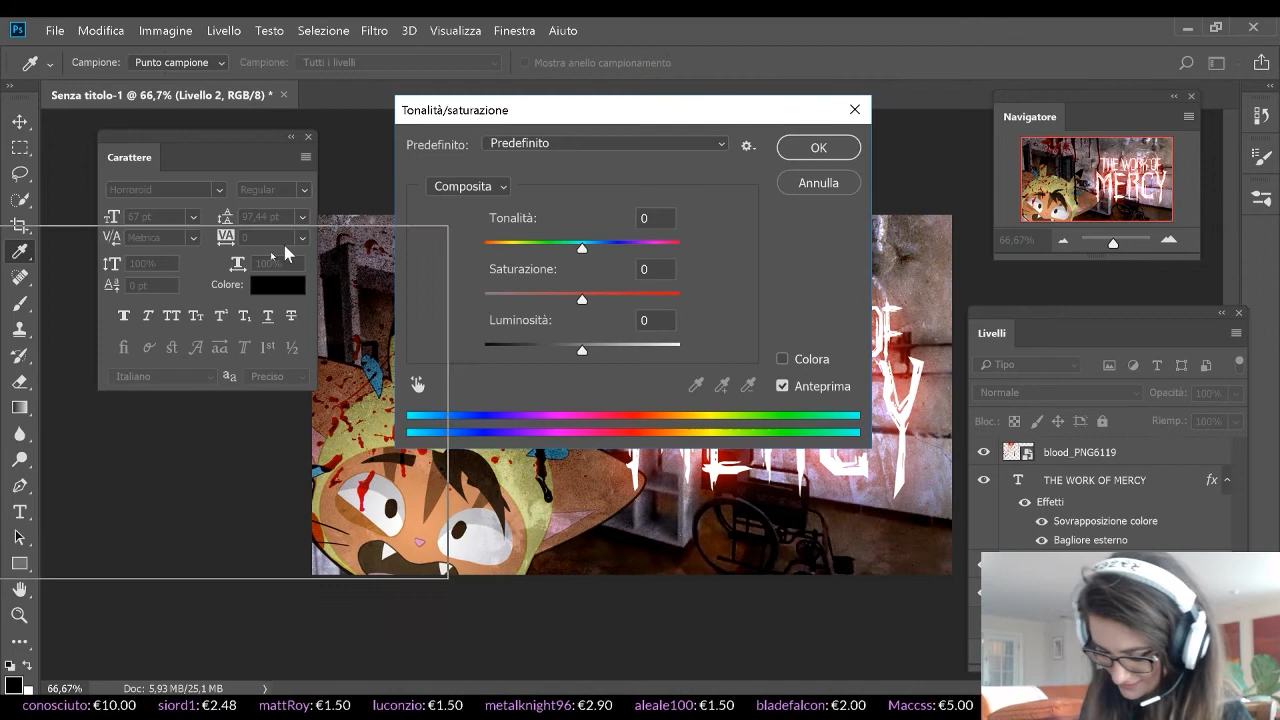 Ps File Modifica Immagine Livello Testo Selezione Filtro 3D Visualizza Finestra Aiuto
Campione: Punto campione Campione: Tutti i livelli Mostra anello campionamento
Senza titolo-1 @ 66,7% (Livello 2, RGB/8) *
Carattere
Horroroid Regular
67 pt 97,44 pt
Metrica 0
100% 100%
0 pt Colore:
Italiano aa Preciso
Tonalità/saturazione
Predefinito: Predefinito
OK
Annulla
Composita
Tonalità: 0
Saturazione: 0
Luminosità: 0
Colora
Anteprima
Navigatore
THE WORK OF
MERCY
66,67%
Livelli
Tipo
Normale Opacità: 100%
Bloc.: Riemp.: 100%
blood_PNG6119
T THE WORK OF MERCY fx
Effetti
Sovrapposizione colore
Bagliore esterno
66,67% Doc: 5,93 MB/25,1 MB
conosciuto: €10.00 siord1: €2.48 mattRoy: €1.50 luconzio: €1.50 metalknight96: €2.90 aleale100: €1.50 bladefalcon: €2.00 Maccss: €5.00